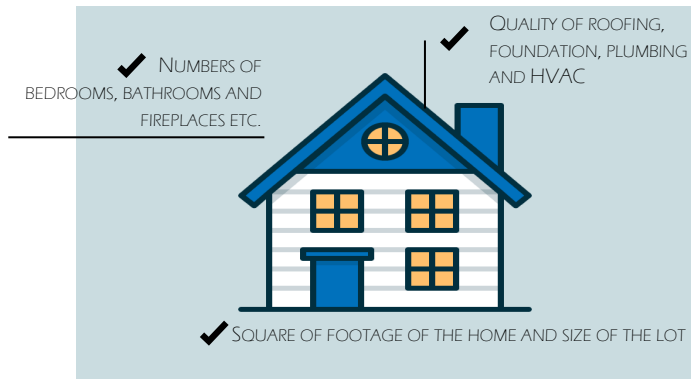 Numbers of
bedrooms, bathrooms and
fireplaces etc.
Quality of roofing,
foundation, plumbing
and HVAC
Square of footage of the home and size of the lot